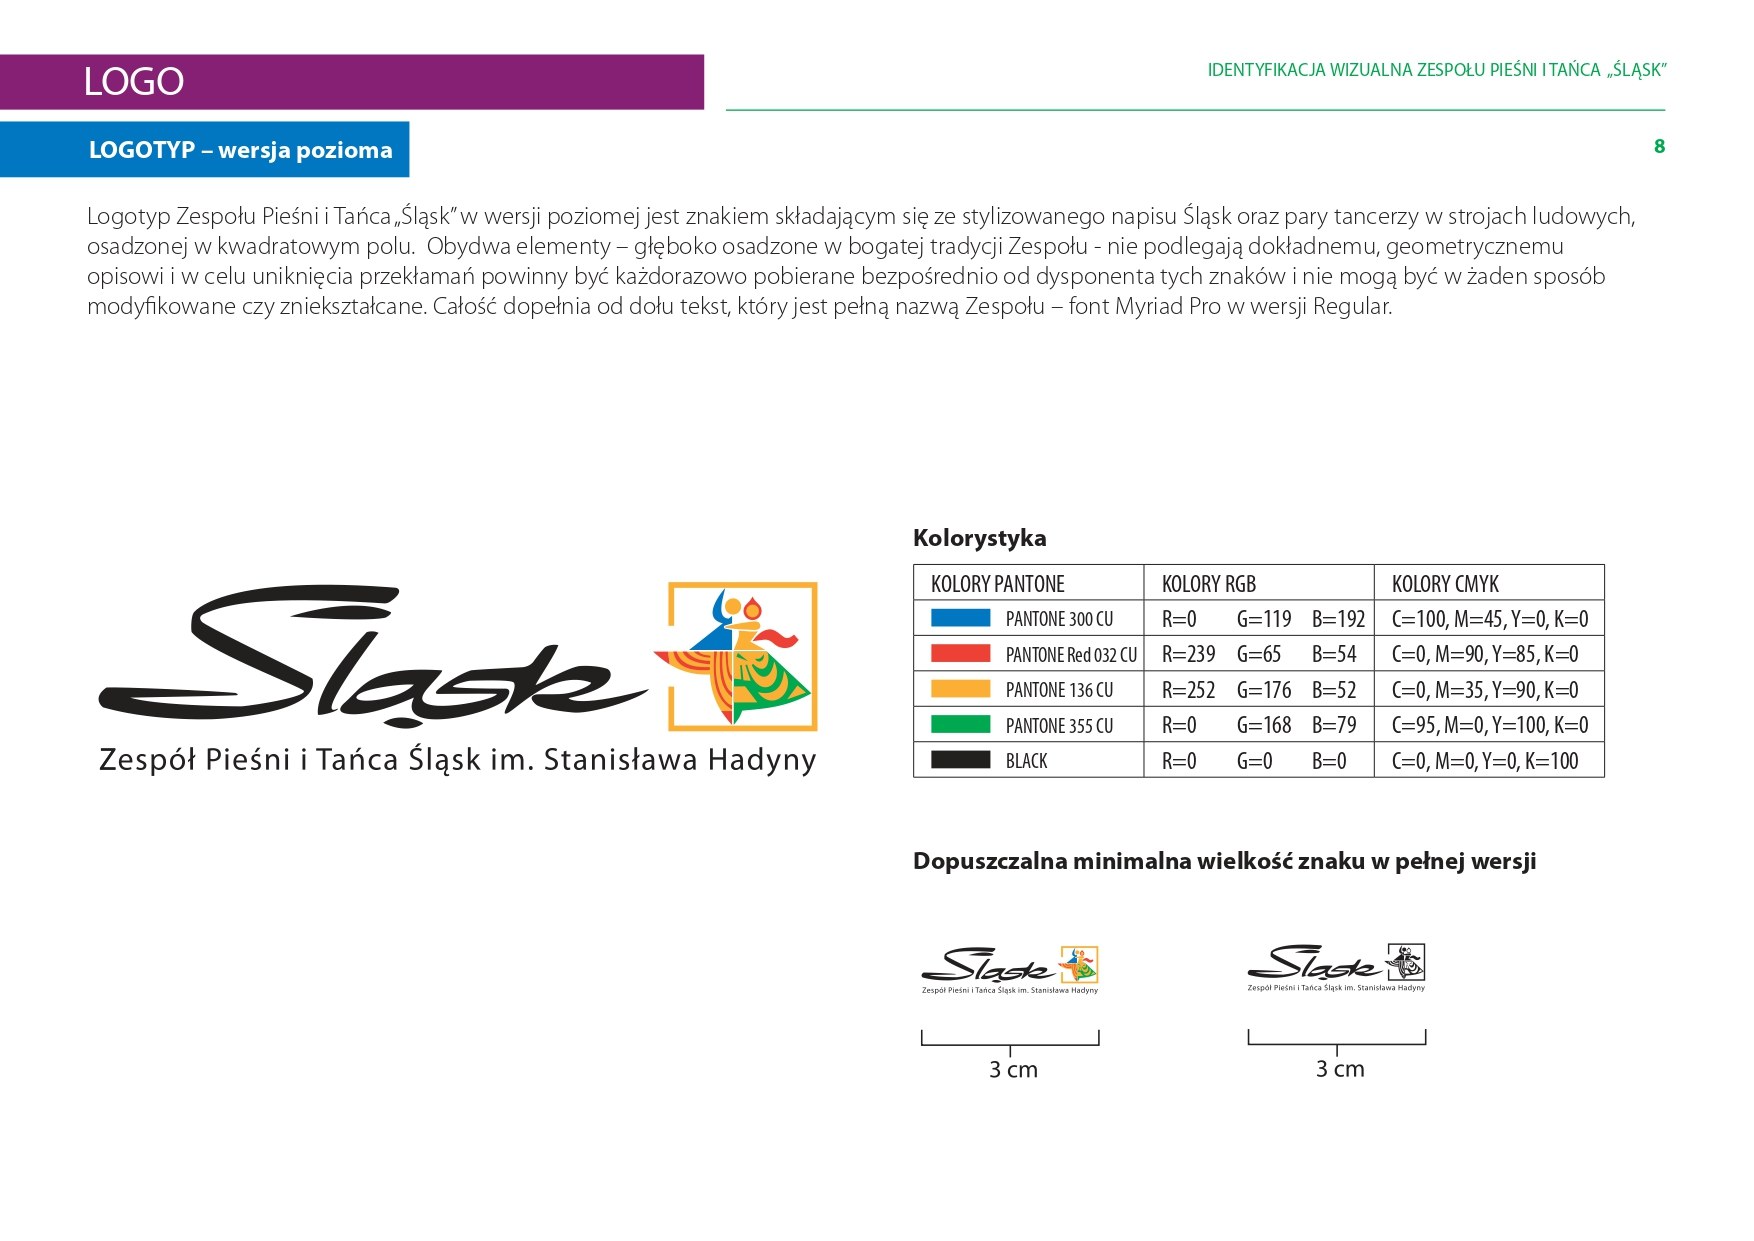 LOGO
IDENTYFIKACJA WIZUALNA ZESPOŁU PIEŚNI I TAŃCA „ŚLĄSK”
LOGOTYP – wersja pozioma
8
Logotyp Zespołu Pieśni i Tańca „Śląsk” w wersji poziomej jest znakiem składającym się ze stylizowanego napisu Śląsk oraz pary tancerzy w strojach ludowych,
osadzonej w kwadratowym polu. Obydwa elementy – głęboko osadzone w bogatej tradycji Zespołu - nie podlegają dokładnemu, geometrycznemu
opisowi i w celu uniknięcia przekłamań powinny być każdorazowo pobierane bezpośrednio od dysponenta tych znaków i nie mogą być w żaden sposób
modyfikowane czy zniekształcane. Całość dopełnia od dołu tekst, który jest pełną nazwą Zespołu – font Myriad Pro w wersji Regular.
Śląsk
Zespół Pieśni i Tańca Śląsk im. Stanisława Hadyny
Kolorystyka
KOLORY PANTONE KOLORY RGB KOLORY CMYK
PANTONE 300 CU R=0 G=119 B=192 C=100, M=45, Y=0, K=0
PANTONE Red 032 CU R=239 G=65 B=54 C=0, M=90, Y=85, K=0
PANTONE 136 CU R=252 G=176 B=52 C=0, M=35, Y=90, K=0
PANTONE 355 CU R=0 G=168 B=79 C=95, M=0, Y=100, K=0
BLACK R=0 G=0 B=0 C=0, M=0, Y=0, K=100
Dopuszczalna minimalna wielkość znaku w pełnej wersji
Śląsk
Zespół Pieśni i Tańca Śląsk im. Stanisława Hadyny
3 cm
Śląsk
Zespół Pieśni i Tańca Śląsk im. Stanisława Hadyny
3 cm